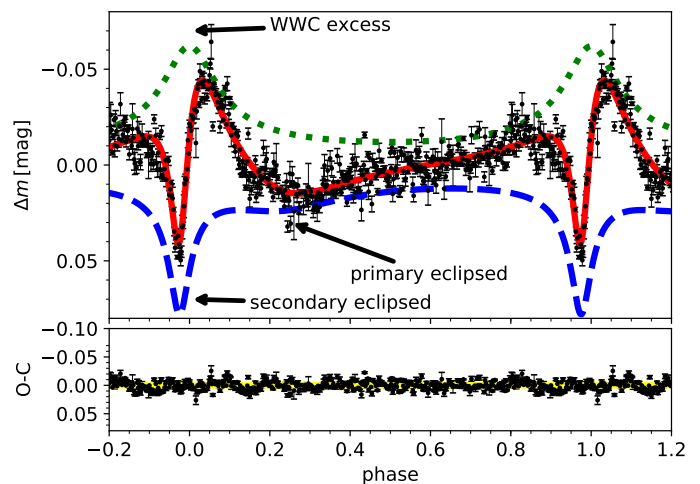 WWC excess
−0.05
0.00
0.05
Δm[mag]
primary eclipsed
secondary eclipsed
−0.10
−0.05
0.00
0.05
O-C
−0.2 0.0 0.2 0.4 0.6 0.8 1.0 1.2
phase